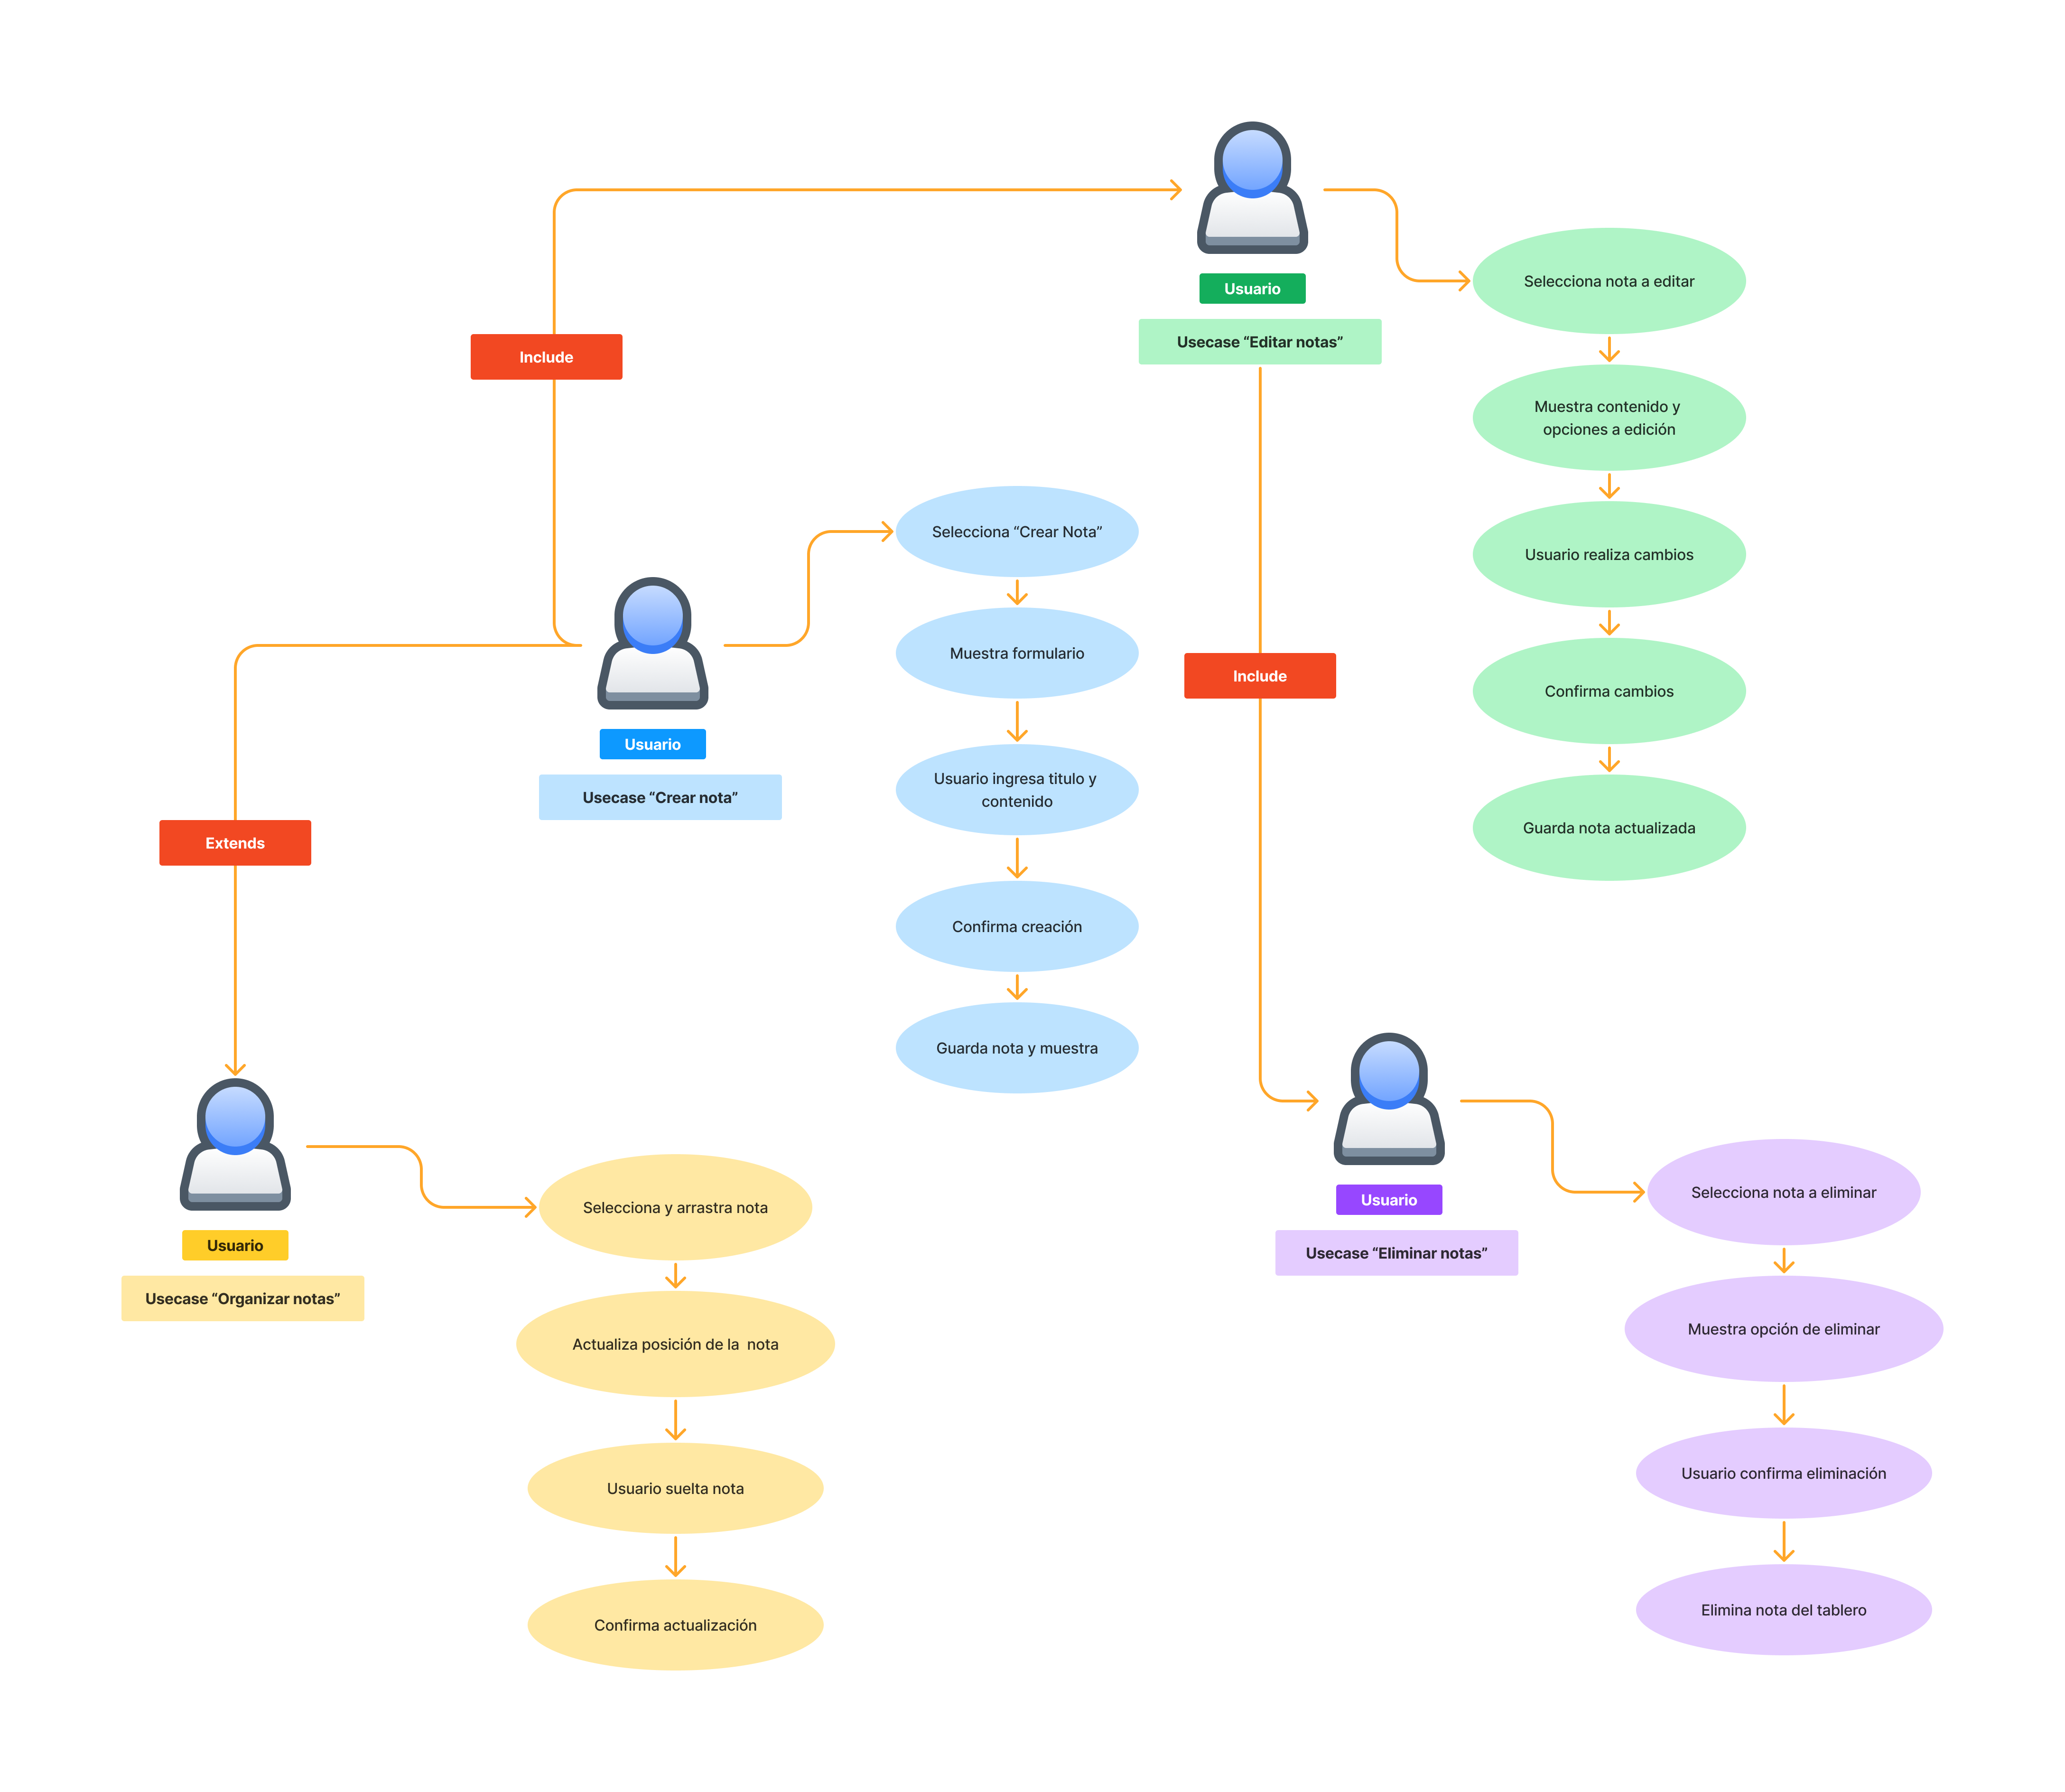 Usuario
Usecase “Editar notas”
Selecciona nota a editar
Muestra contenido y
opciones a edición
Usuario realiza cambios
Confirma cambios
Guarda nota actualizada
Include
Include
Usuario
Usecase “Crear nota”
Selecciona “Crear Nota”
Muestra formulario
Usuario ingresa titulo y
contenido
Confirma creación
Guarda nota y muestra
Extends
Usuario
Usecase “Organizar notas”
Selecciona y arrastra nota
Actualiza posición de la  nota
Usuario suelta nota
Confirma actualización
Usuario
Usecase “Eliminar notas”
Selecciona nota a eliminar
Muestra opción de eliminar
Usuario confirma eliminación
Elimina nota del tablero